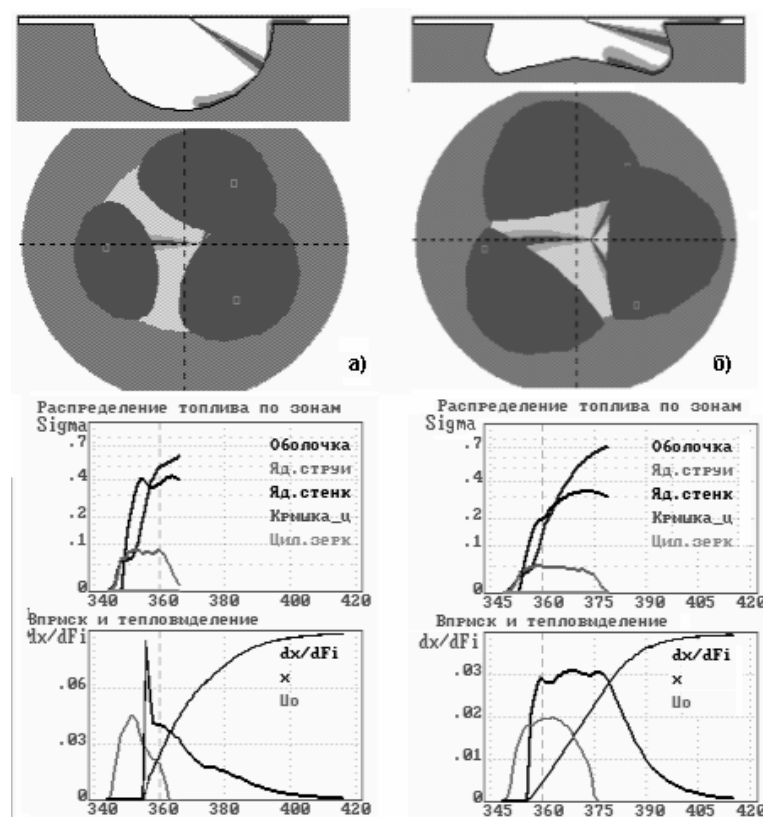 а)
б)
Распределение топлива по зонам
Sigma
.7
.4
.2
.1
0
Оболочка
Яд.струи
Яд.стенк
Крышка_ц
Цил.зерк
340 360 380 400 420
Распределение топлива по зонам
Sigma
.7
.4
.2
.1
0
Оболочка
Яд.струи
Яд.стенк
Крышка_ц
Цил.зерк
345 360 375 390 405 420
Впрыск и тепловыделение
dx/dFi
.06
.03
0
dx/dFi
x
Uo
340 360 380 400 420
Впрыск и тепловыделение
dx/dFi
.03
.02
.01
0
dx/dFi
x
Uo
345 360 375 390 405 420